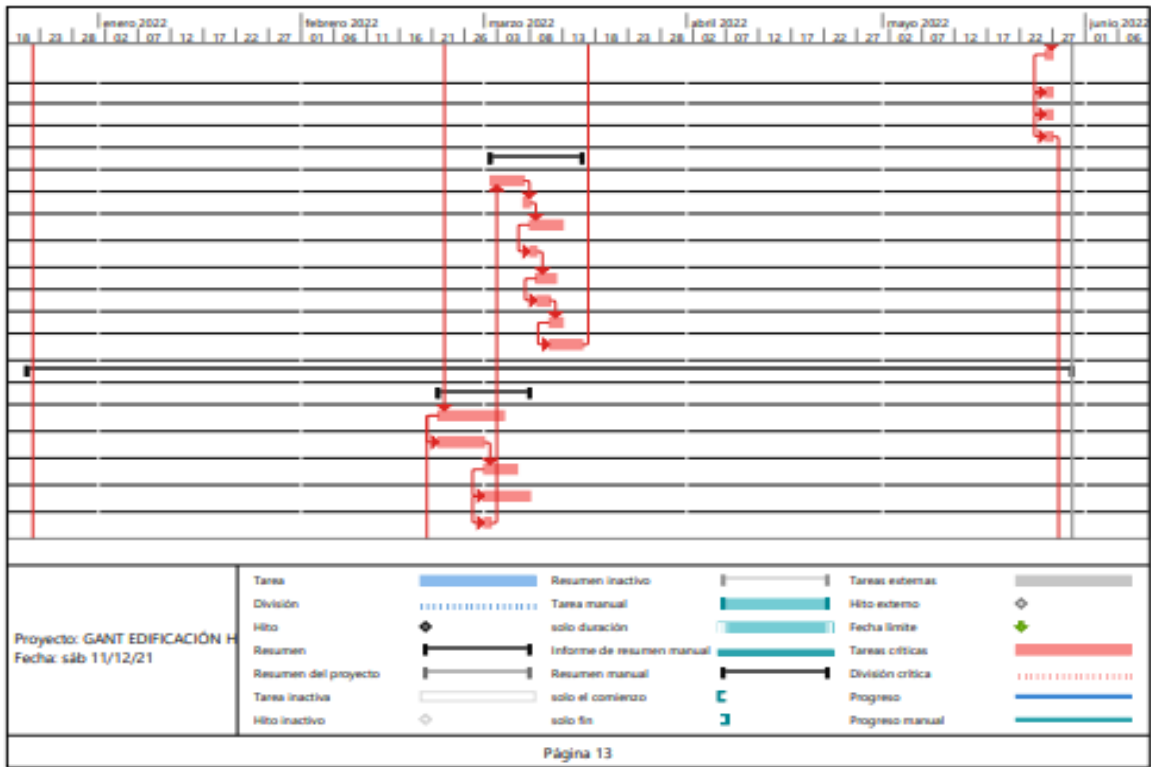 enero 2022 febrero 2022 marzo 2022 abril 2022 mayo 2022 junio 2022
18 23 28 02 07 12 17 22 27 01 06 11 16 21 26 03 08 13 18 23 28 02 07 12 17 22 27 02 07 12 17 22 27 01 06
Tarea Resumen inactivo Tareas externas
División Tarea manual Hito externo
Hito solo duración Fecha límite
Resumen Informe de resumen manual Tareas críticas
Resumen del proyecto Resumen manual División crítica
Tarea inactiva solo el comienzo Progreso
Hito inactivo solo fin Progreso manual
Proyecto: GANT EDIFICACIÓN H
Fecha: sáb 11/12/21
Página 13